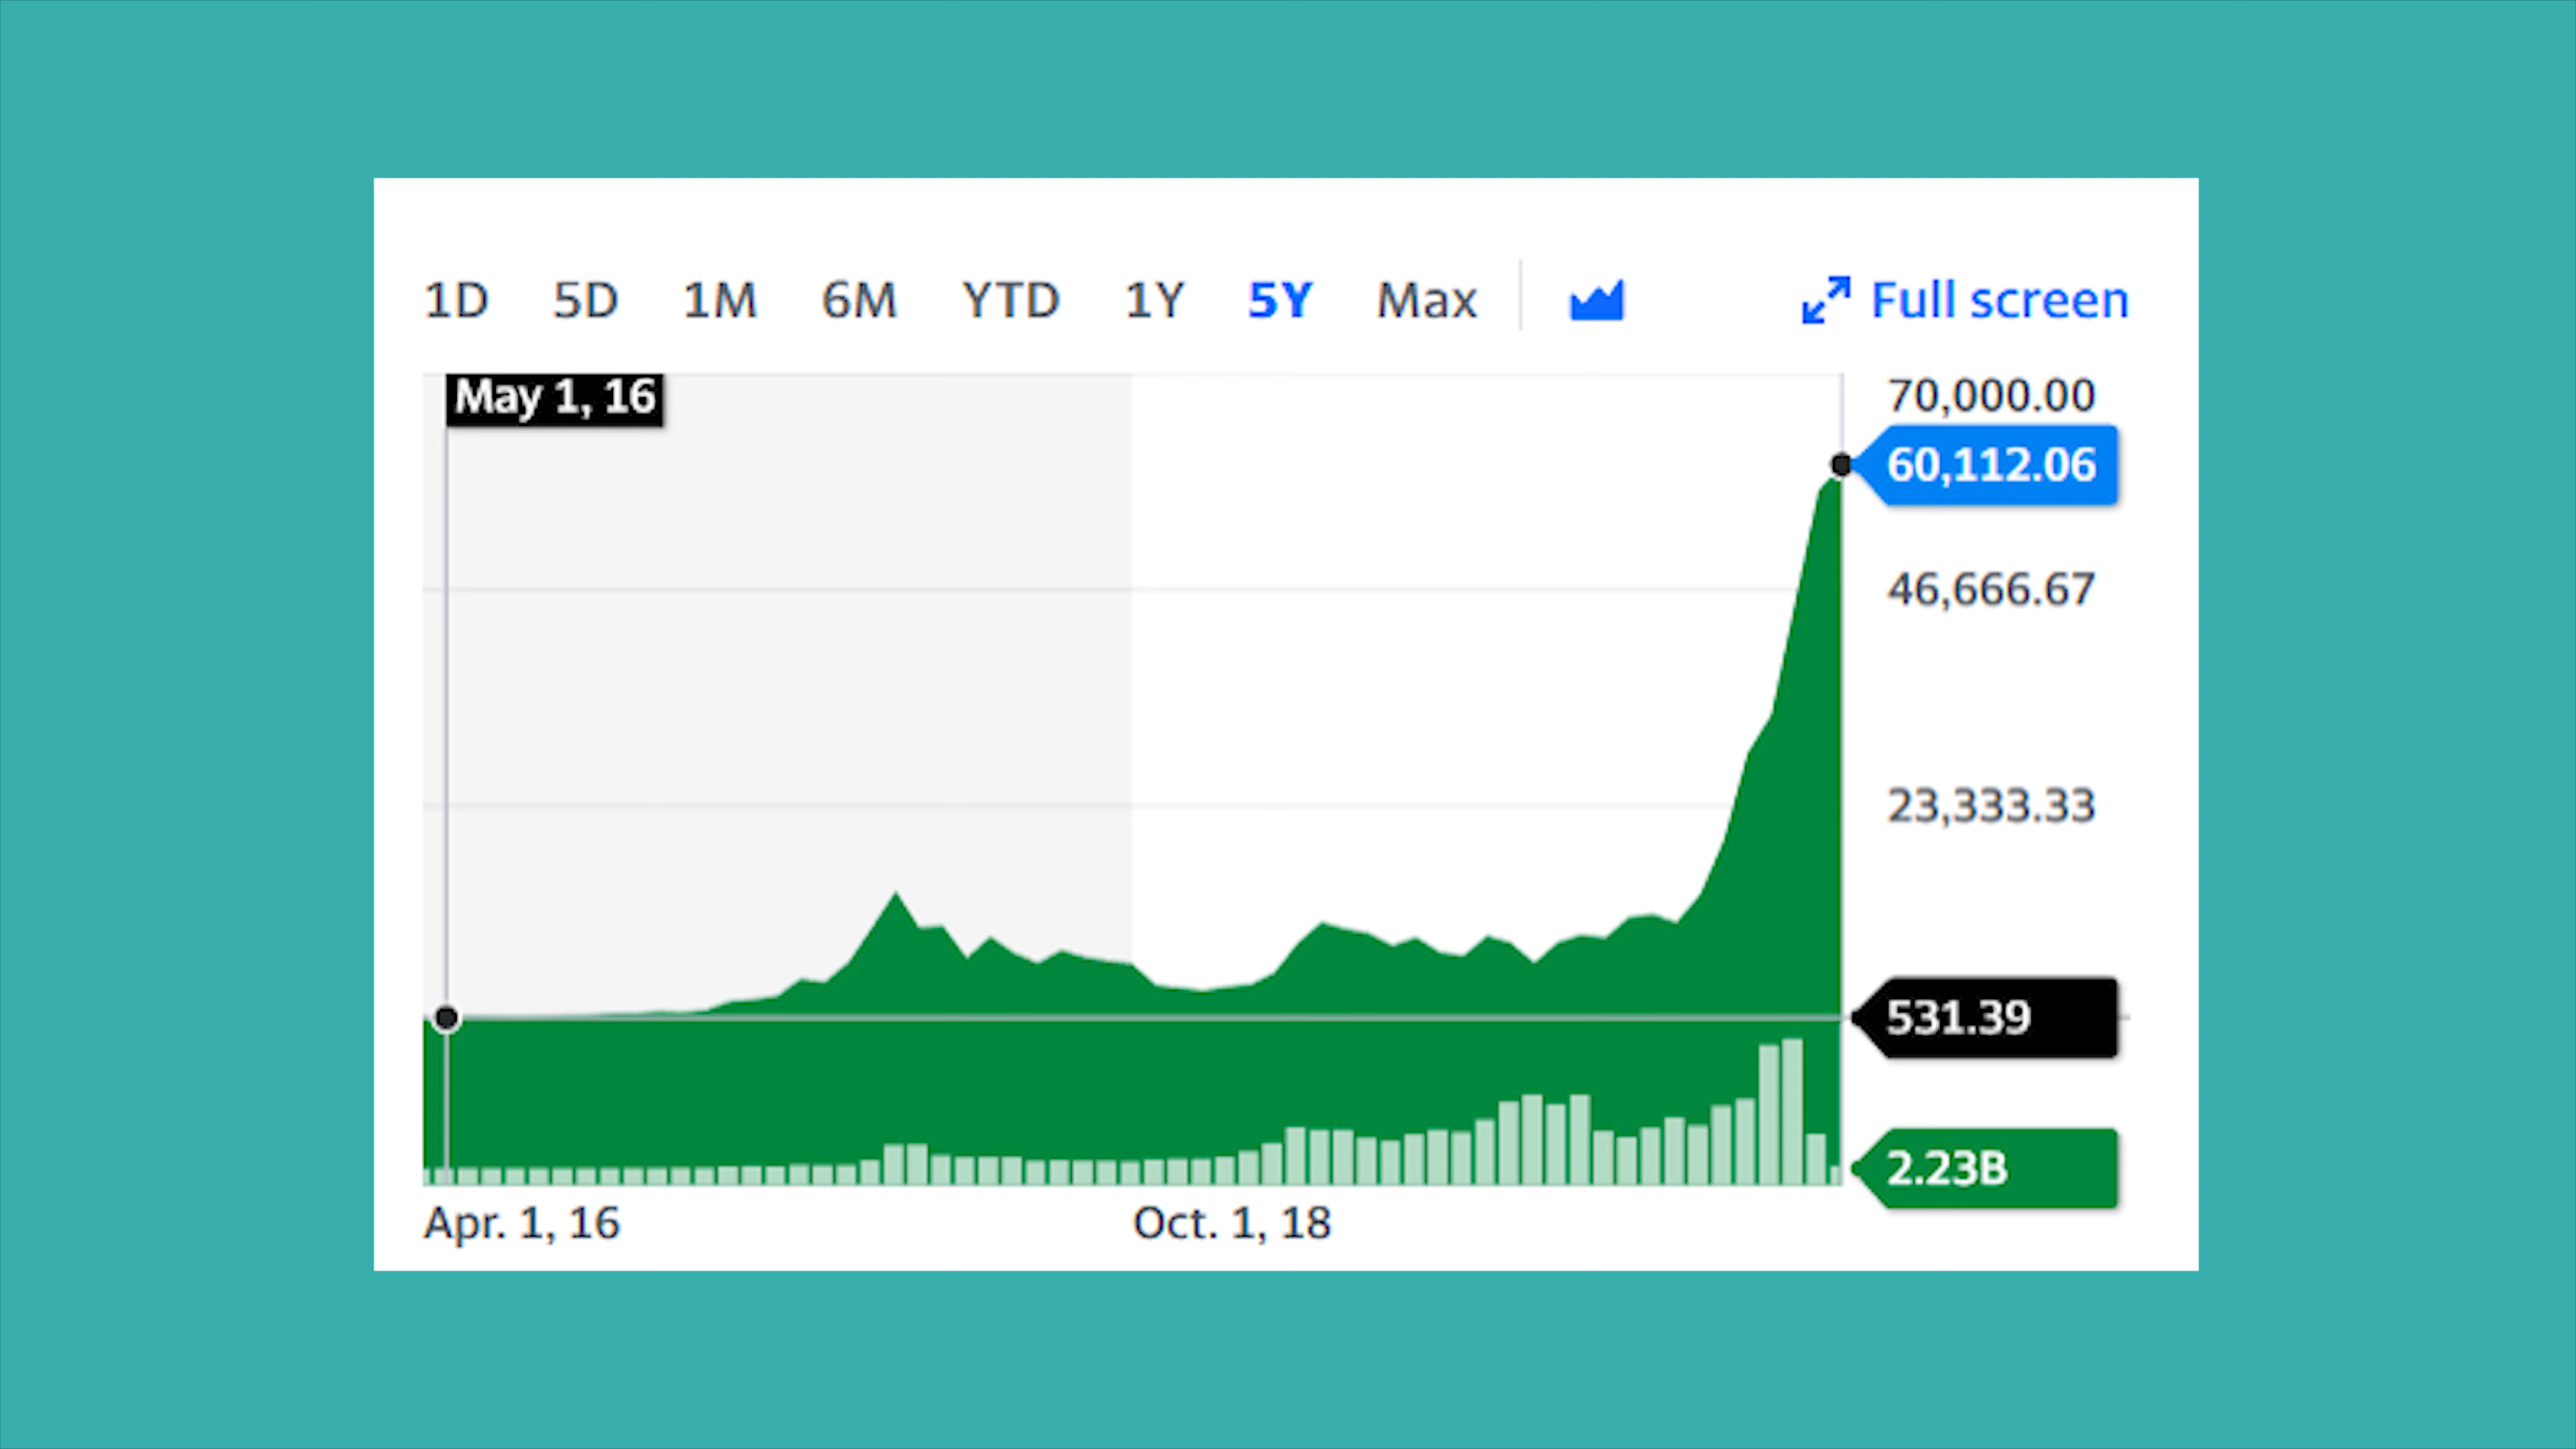 1D 5D 1M 6M YTD 1Y 5Y Max Full screen
May 1, 16
70,000.00
60,112.06
46,666.67
23,333.33
531.39
2.23B
Apr. 1, 16 Oct. 1, 18